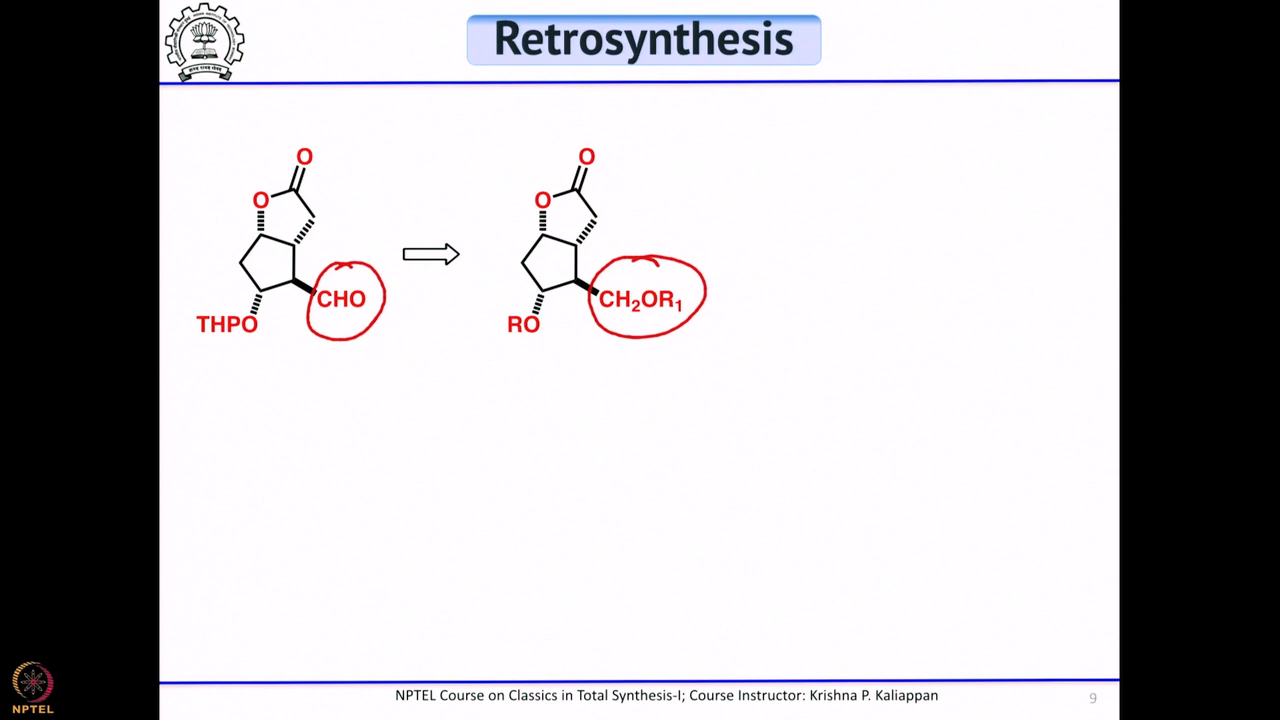 Retrosynthesis
O
O
CHO
THPO
O
O
CH₂OR₁
RO
NPTEL Course on Classics in Total Synthesis-I; Course Instructor: Krishna P. Kaliappan
9
NPTEL